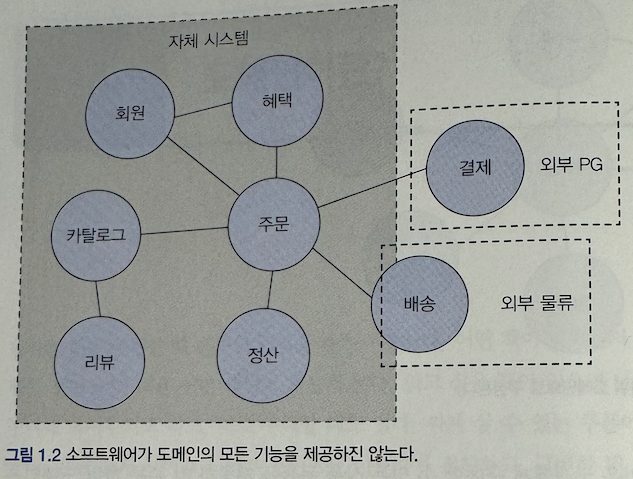 자체 시스템
회원
혜택
결제
외부 PG
카탈로그
주문
배송
외부 물류
리뷰
정산
그림 1.2 소프트웨어가 도메인의 모든 기능을 제공하진 않는다.